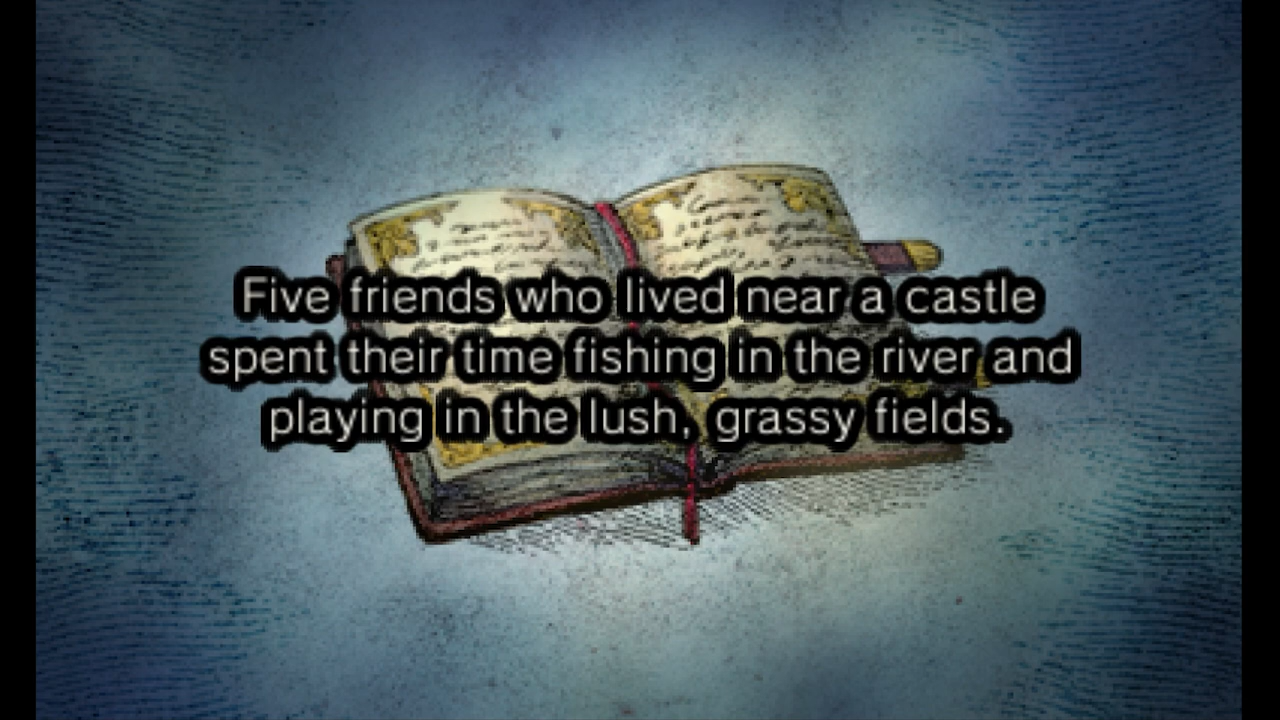 Five friends who lived near a castle
spent their time fishing in the river and
playing in the lush, grassy fields.